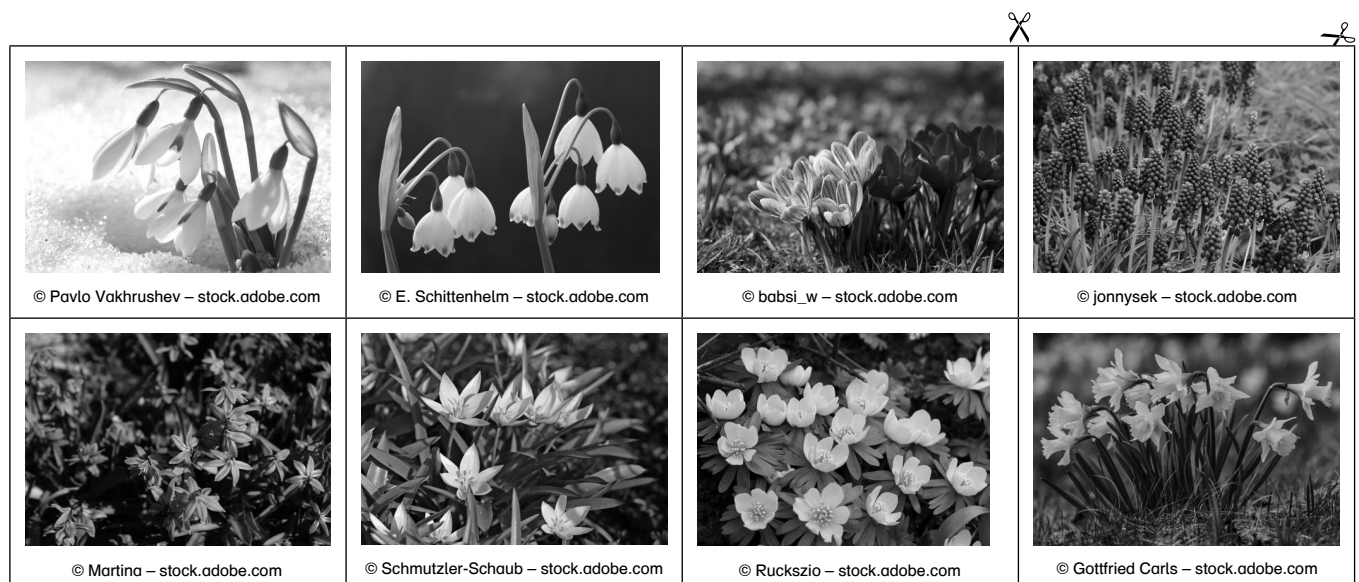 © Pavlo Vakhrushev – stock.adobe.com
© E. Schittenhelm – stock.adobe.com
© babsi_w – stock.adobe.com
© jonnysek – stock.adobe.com
© Martina – stock.adobe.com
© Schmutzler-Schaub – stock.adobe.com
© Ruckszio – stock.adobe.com
© Gottfried Carls – stock.adobe.com